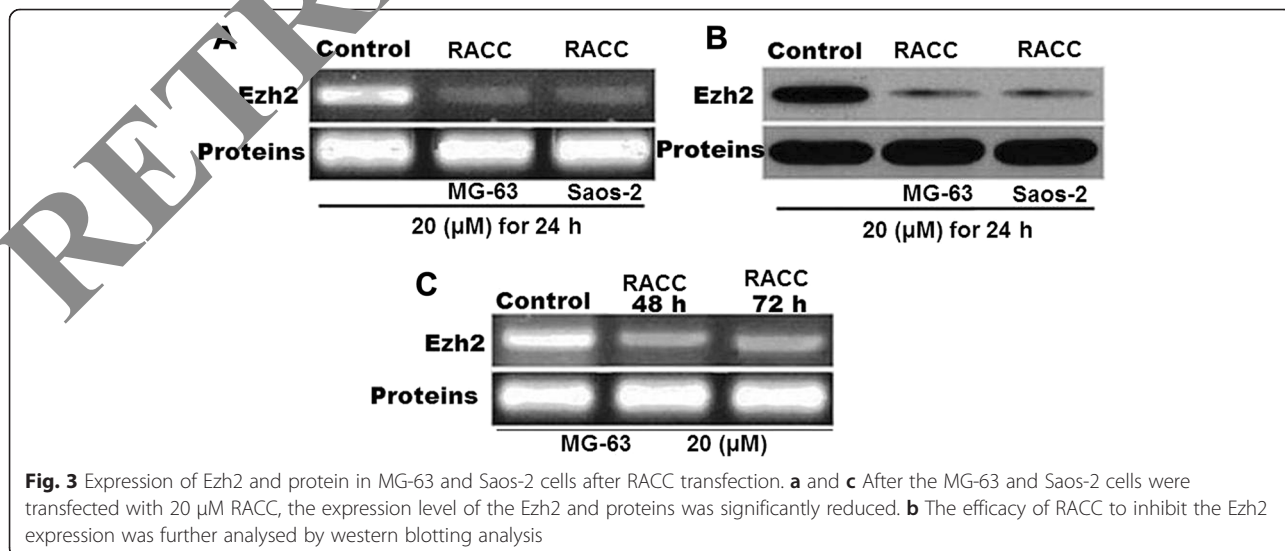 RETR
A
Control RACC RACC
Ezh2
Proteins
MG-63 Saos-2
20 (µM) for 24 h
B
Control RACC RACC
Ezh2
Proteins
MG-63 Saos-2
20 (µM) for 24 h
C
Control RACC 48 h RACC 72 h
Ezh2
Proteins
MG-63 20 (µM)
Fig. 3 Expression of Ezh2 and protein in MG-63 and Saos-2 cells after RACC transfection. a and c After the MG-63 and Saos-2 cells were
transfected with 20 µM RACC, the expression level of the Ezh2 and proteins was significantly reduced. b The efficacy of RACC to inhibit the Ezh2
expression was further analysed by western blotting analysis